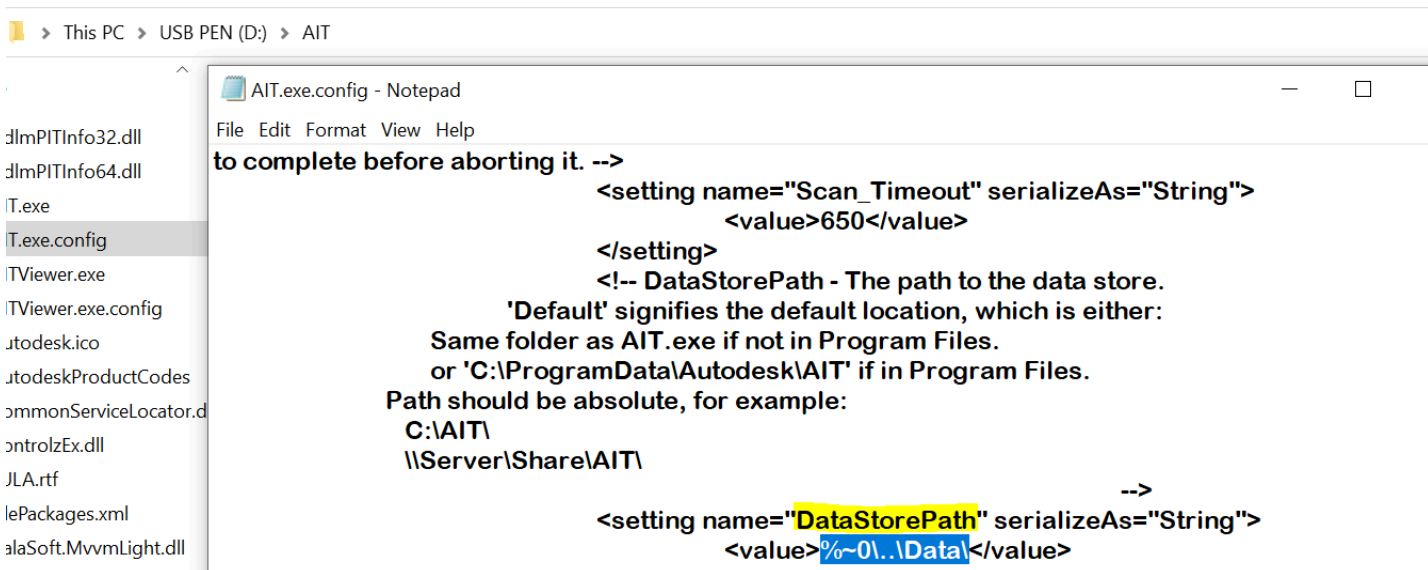 This PC > USB PEN (D:) > AIT
AIT.exe.config - Notepad
File Edit Format View Help
dlmPITInfo32.dll
dlmPITInfo64.dll
IT.exe
IT.exe.config
ITViewer.exe
ITViewer.exe.config
utodesk.ico
utodeskProductCodes
ommonServiceLocator.d
ontrolzEx.dll
ULA.rtf
lePackages.xml
alaSoft.MvvmLight.dll
to complete before aborting it. -->
<setting name="Scan_Timeout" serializeAs="String">
<value>650</value>
</setting>
<!-- DataStorePath - The path to the data store.
'Default' signifies the default location, which is either:
Same folder as AIT.exe if not in Program Files.
or 'C:\ProgramData\Autodesk\AIT' if in Program Files.
Path should be absolute, for example:
C:\AIT\
\\Server\Share\AIT\
-->
<setting name="DataStorePath" serializeAs="String">
<value>%~0\..\Data\</value>